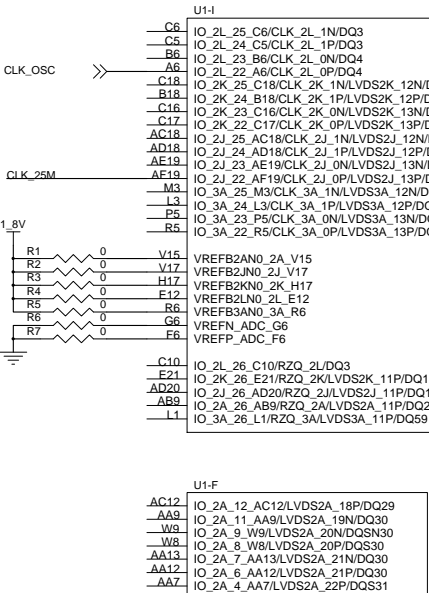 U1-I
C6 IO_2L_25_C6/CLK_2L_1N/DQ3
C5 IO_2L_24_C5/CLK_2L_1P/DQ3
B6 IO_2L_23_B6/CLK_2L_0N/DQ4
CLK_OSC A6 IO_2L_22_A6/CLK_2L_0P/DQ4
C18 IO_2K_25_C18/CLK_2K_1N/LVDS2K_12N/D
B18 IO_2K_24_B18/CLK_2K_1P/LVDS2K_12P/D
C16 IO_2K_23_C16/CLK_2K_0N/LVDS2K_13N/D
C17 IO_2K_22_C17/CLK_2K_0P/LVDS2K_13P/D
AC18 IO_2J_25_AC18/CLK_2J_1N/LVDS2J_12N/
AD18 IO_2J_24_AD18/CLK_2J_1P/LVDS2J_12P/
AE19 IO_2J_23_AE19/CLK_2J_0N/LVDS2J_13N/
CLK_25M AF19 IO_2J_22_AF19/CLK_2J_0P/LVDS2J_13P/
M3 IO_3A_25_M3/CLK_3A_1N/LVDS3A_12N/D
L3 IO_3A_24_L3/CLK_3A_1P/LVDS3A_12P/DQ
P5 IO_3A_23_P5/CLK_3A_0N/LVDS3A_13N/DQ
R5 IO_3A_22_R5/CLK_3A_0P/LVDS3A_13P/DQ
1_8V
R1 0 V15 VREFB2AN0_2A_V15
R2 0 V17 VREFB2JN0_2J_V17
R3 0 H17 VREFB2KN0_2K_H17
R4 0 E12 VREFB2LN0_2L_E12
R5 0 R6 VREFB3AN0_3A_R6
R6 0 G6 VREFN_ADC_G6
R7 0 F6 VREFP_ADC_F6
C10 IO_2L_26_C10/RZQ_2L/DQ3
E21 IO_2K_26_E21/RZQ_2K/LVDS2K_11P/DQ1
AD20 IO_2J_26_AD20/RZQ_2J/LVDS2J_11P/DQ1
AB9 IO_2A_26_AB9/RZQ_2A/LVDS2A_11P/DQ2
L1 IO_3A_26_L1/RZQ_3A/LVDS3A_11P/DQ59
U1-F
AC12 IO_2A_12_AC12/LVDS2A_18P/DQ29
AA9 IO_2A_11_AA9/LVDS2A_19N/DQ30
W9 IO_2A_9_W9/LVDS2A_20N/DQSN30
W8 IO_2A_8_W8/LVDS2A_20P/DQS30
AA13 IO_2A_7_AA13/LVDS2A_21N/DQ30
AA12 IO_2A_6_AA12/LVDS2A_21P/DQ30
AA7 IO_2A_4_AA7/LVDS2A_22P/DQS31